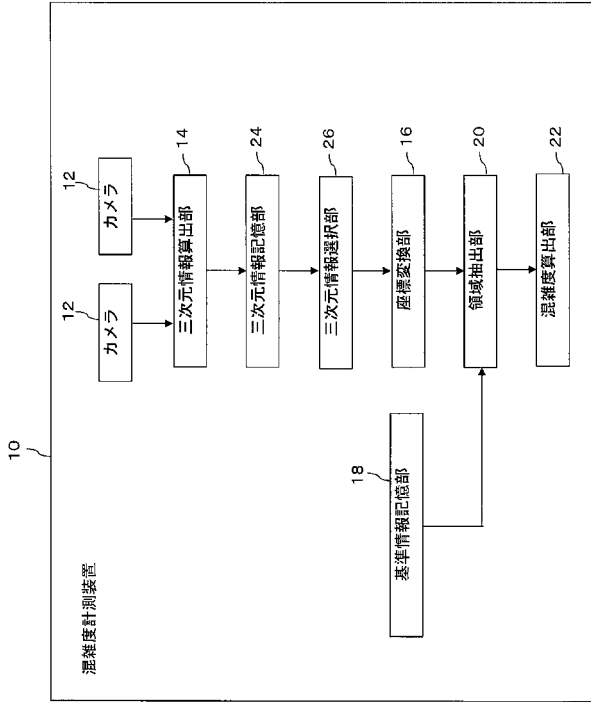 10
混雑度計測装置
12
カメラ
12
カメラ
三次元情報算出部
14
三次元情報記憶部
24
三次元情報選択部
26
座標変換部
16
基準情報記憶部
18
領域抽出部
20
混雑度算出部
22